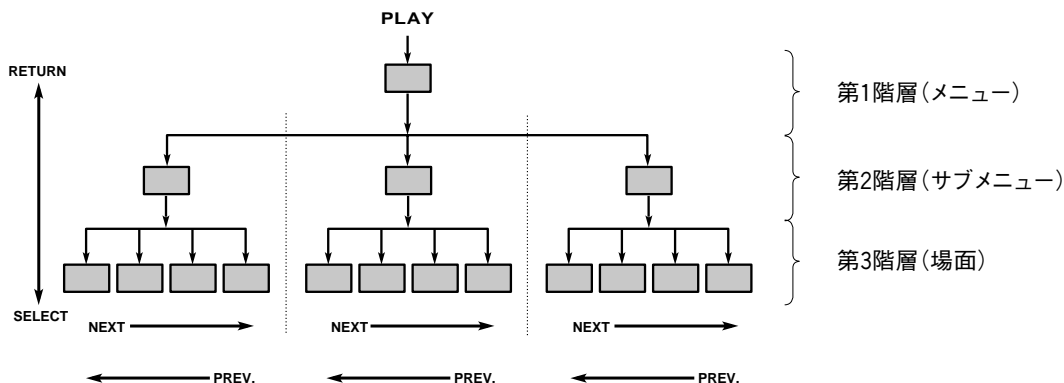 PLAY
RETURN
第1階層(メニュー)
第2階層(サブメニュー)
第3階層(場面)
SELECT
NEXT
NEXT
NEXT
PREV.
PREV.
PREV.